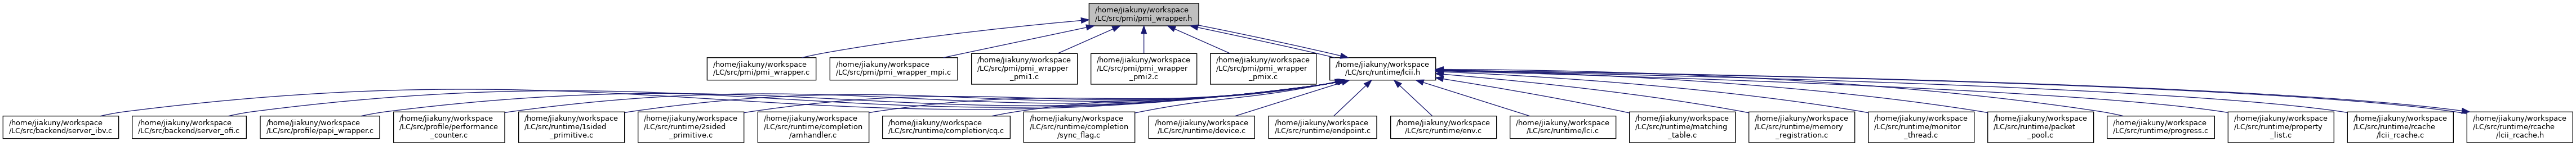 /home/jiakuny/workspace
/LC/src/pmi/pmi_wrapper.h
/home/jiakuny/workspace
/LC/src/pmi/pmi_wrapper.c
/home/jiakuny/workspace
/LC/src/pmi/pmi_wrapper_mpi.c
/home/jiakuny/workspace
/LC/src/pmi/pmi_wrapper
_pmi1.c
/home/jiakuny/workspace
/LC/src/pmi/pmi_wrapper
_pmi2.c
/home/jiakuny/workspace
/LC/src/pmi/pmi_wrapper
_pmix.c
/home/jiakuny/workspace
/LC/src/runtime/lcii.h
/home/jiakuny/workspace
/LC/src/backend/server_ibv.c
/home/jiakuny/workspace
/LC/src/backend/server_ofi.c
/home/jiakuny/workspace
/LC/src/profile/papi_wrapper.c
/home/jiakuny/workspace
/LC/src/profile/performance
_counter.c
/home/jiakuny/workspace
/LC/src/runtime/1sided
_primitive.c
/home/jiakuny/workspace
/LC/src/runtime/2sided
_primitive.c
/home/jiakuny/workspace
/LC/src/runtime/completion
/amhandler.c
/home/jiakuny/workspace
/LC/src/runtime/completion/cq.c
/home/jiakuny/workspace
/LC/src/runtime/completion
/sync_flag.c
/home/jiakuny/workspace
/LC/src/runtime/device.c
/home/jiakuny/workspace
/LC/src/runtime/endpoint.c
/home/jiakuny/workspace
/LC/src/runtime/env.c
/home/jiakuny/workspace
/LC/src/runtime/lci.c
/home/jiakuny/workspace
/LC/src/runtime/matching
_table.c
/home/jiakuny/workspace
/LC/src/runtime/memory
_registration.c
/home/jiakuny/workspace
/LC/src/runtime/monitor
_thread.c
/home/jiakuny/workspace
/LC/src/runtime/packet
_pool.c
/home/jiakuny/workspace
/LC/src/runtime/progress.c
/home/jiakuny/workspace
/LC/src/runtime/property
_list.c
/home/jiakuny/workspace
/LC/src/runtime/rcache
/lcii_rcache.c
/home/jiakuny/workspace
/LC/src/runtime/rcache
/lcii_rcache.h